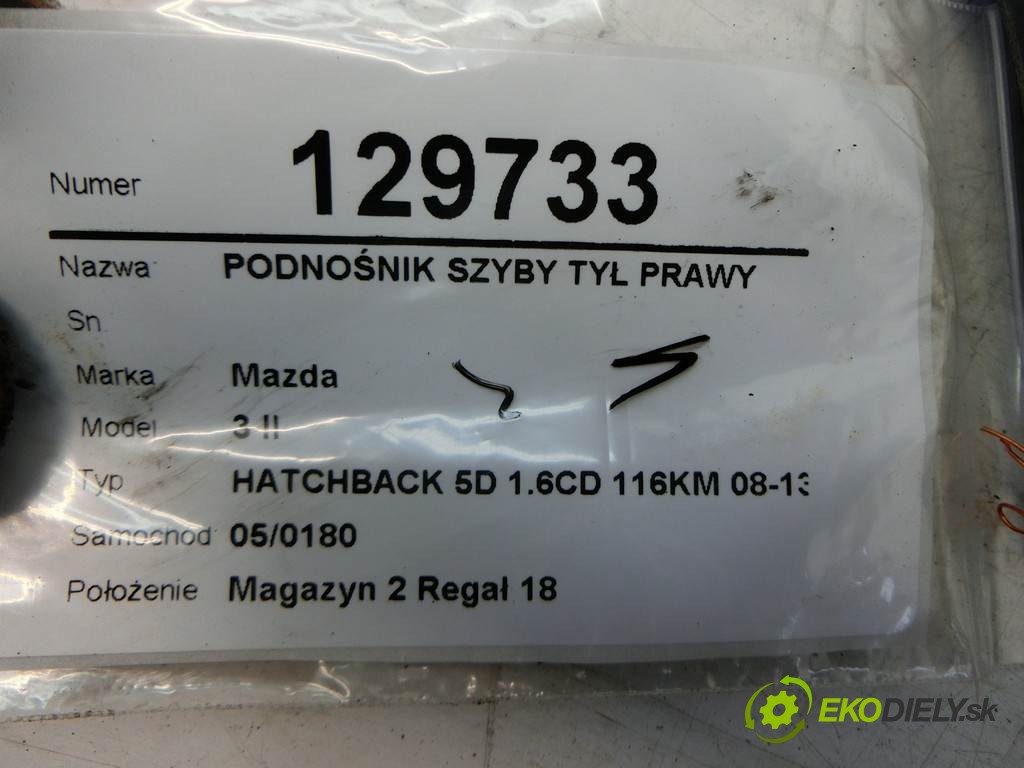 Numer 129733
Nazwa PODNOŚNIK SZYBY TYŁ PRAWY
Sn
Marka Mazda
Model 3 II
Typ HATCHBACK 5D 1.6CD 116KM 08-13
Samochod 05/0180
Położenie Magazyn 2 Regał 18
EKODIELY.sk